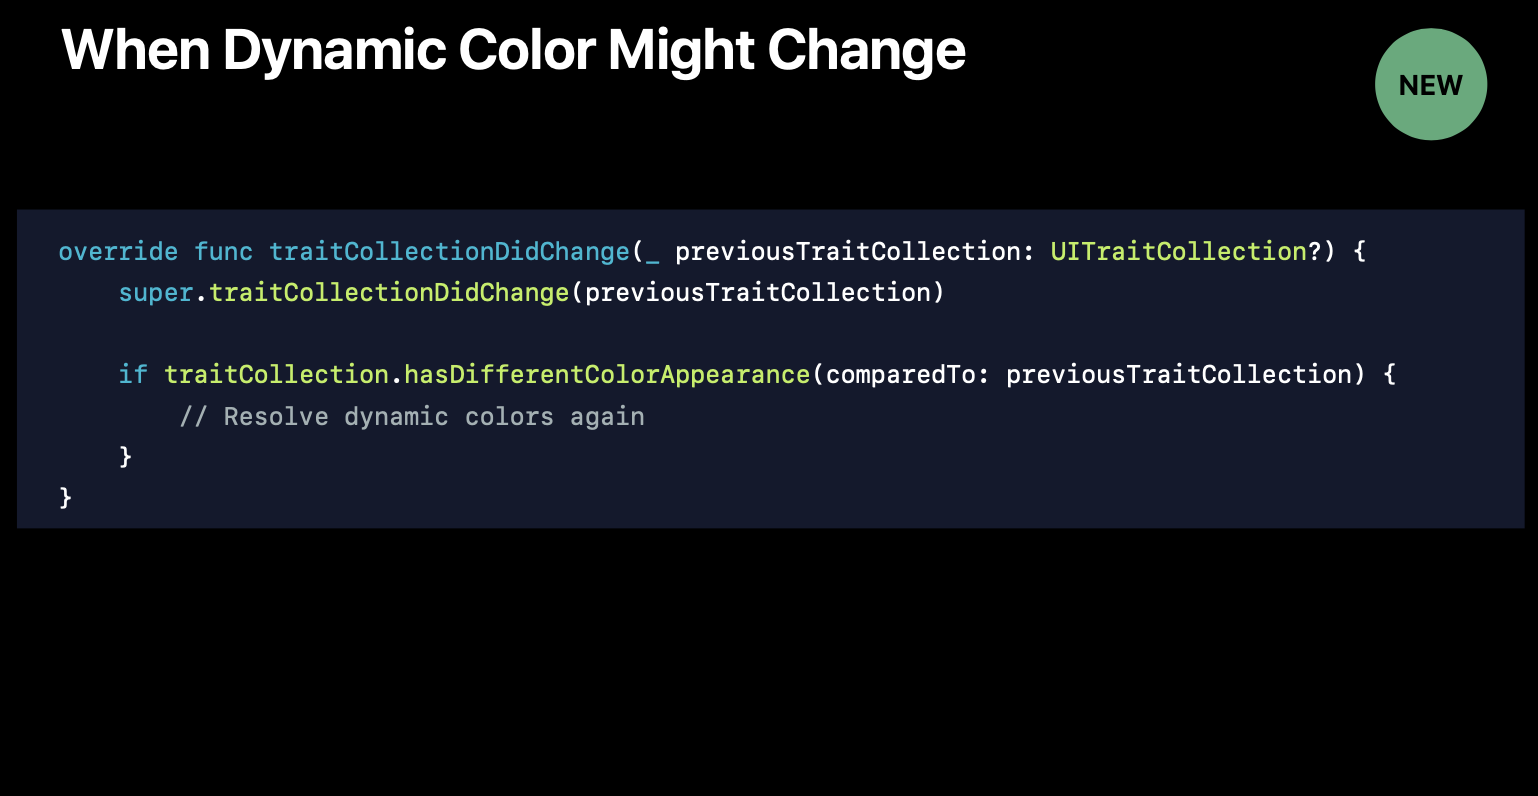 When Dynamic Color Might Change
NEW
override func traitCollectionDidChange(_ previousTraitCollection: UITraitCollection?) {
    super.traitCollectionDidChange(previousTraitCollection)

    if traitCollection.hasDifferentColorAppearance(comparedTo: previousTraitCollection) {
        // Resolve dynamic colors again
    }
}